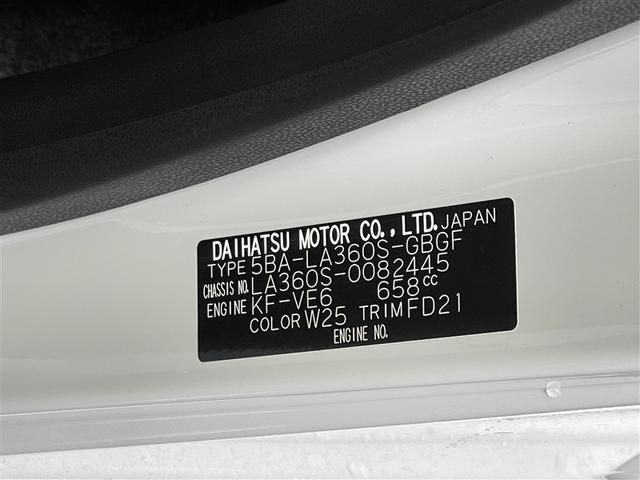 DAIHATSU MOTOR CO.,LTD. JAPAN
TYPE 5BA-LA360S-GBGF
CHASSIS NO. LA360S-0082445
ENGINE KF-VE6 658cc
COLOR W25 TRIM FD21
ENGINE NO.